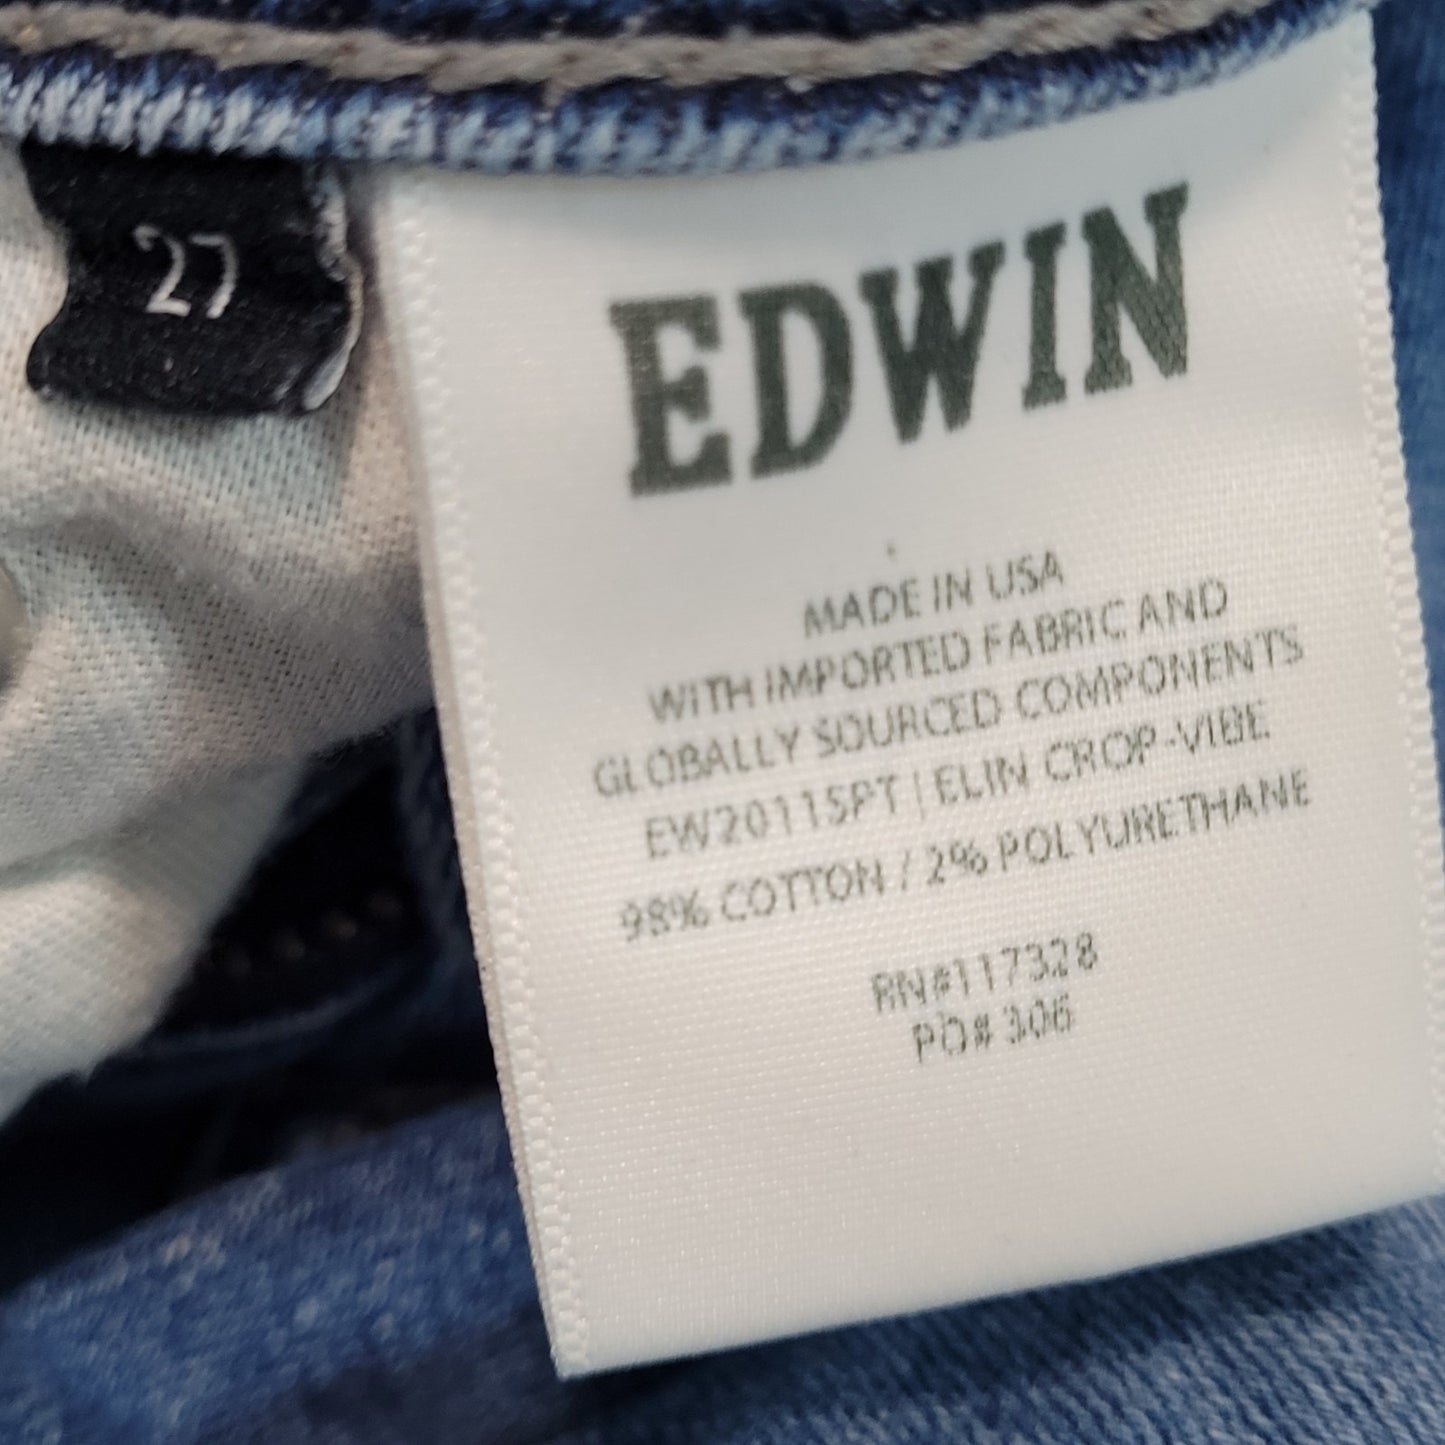 27
EDWIN
MADE IN USA
WITH IMPORTED FABRIC AND
GLOBALLY SOURCED COMPONENTS
EW20115PT | ELIN CROP-VIBE
98% COTTON / 2% POLYURETHANE
RN#117328
PO# 306